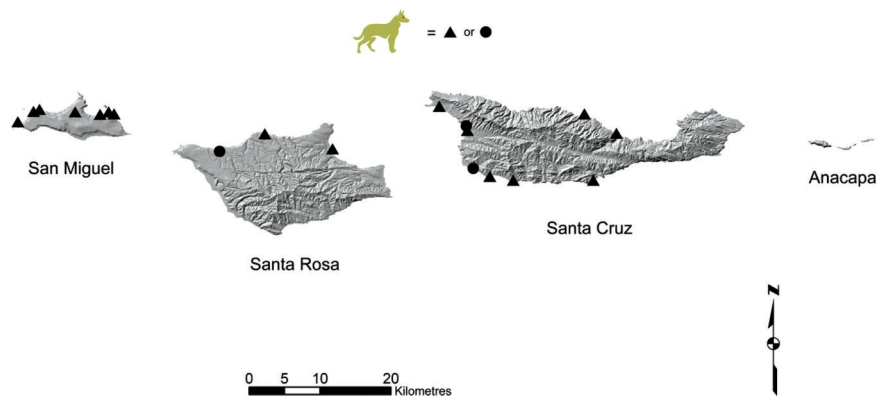 = ▲ or ●
San Miguel
Santa Rosa
Santa Cruz
Anacapa
N
0 5 10 20
Kilometres